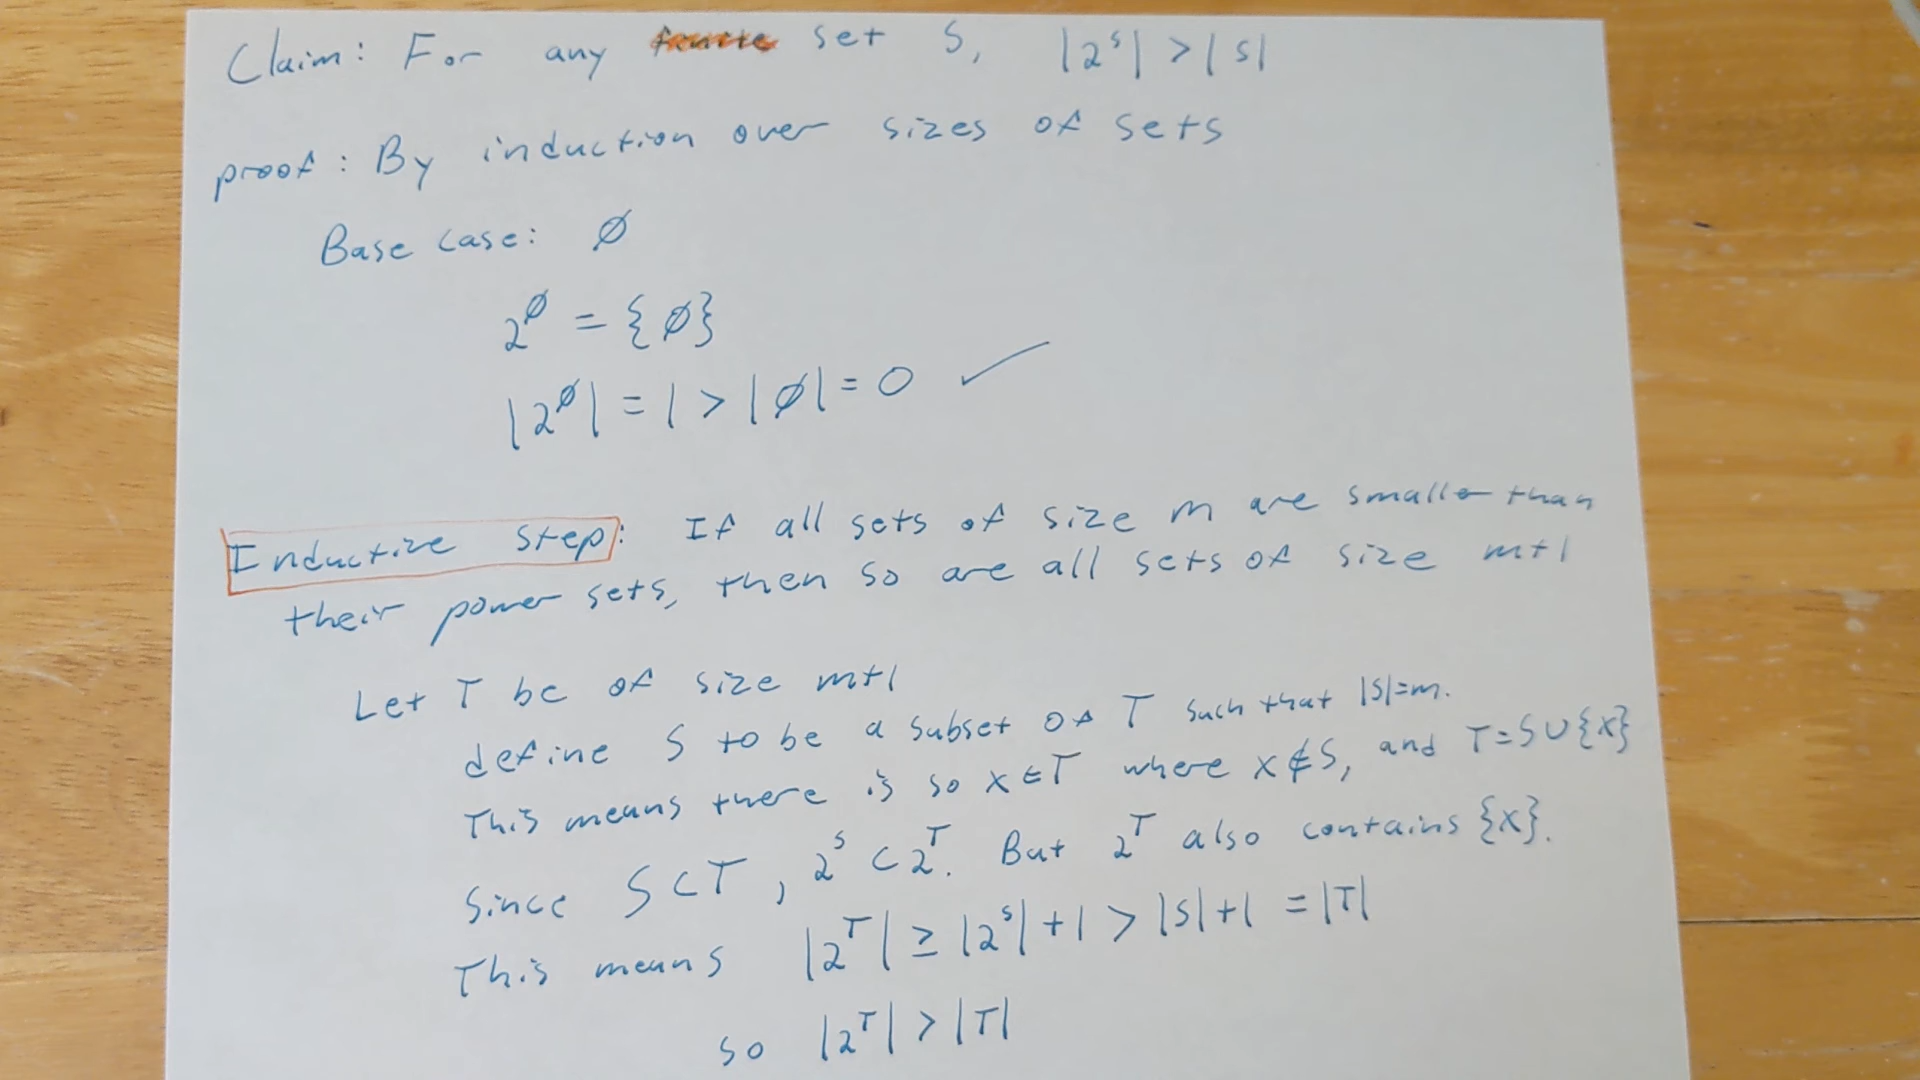 Claim: For any finite set S, |2^S| > |S|
proof: By induction over sizes of sets
Base case: ∅
2^∅ = {∅}
|2^∅| = 1 > |∅| = 0 ✓
Inductive Step: If all sets of size m are smaller than
their power sets, then so are all sets of size m+1
Let T be of size m+1
define S to be a subset of T such that |S|=m.
This means there is so x∈T where x∉S, and T=S∪{x}
Since S⊂T, 2^S ⊂ 2^T. But 2^T also contains {x}.
This means |2^T| ≥ |2^S|+1 > |S|+1 = |T|
so |2^T| > |T|